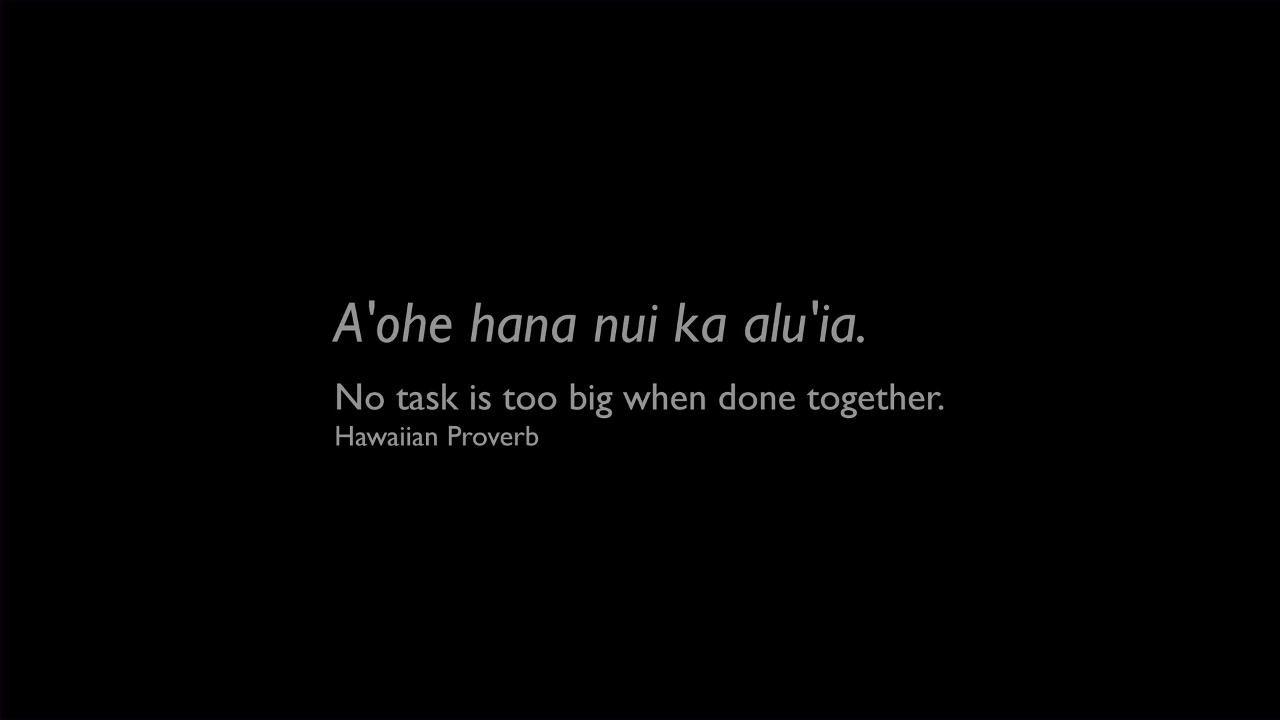 A'ohe hana nui ka alu'ia.
No task is too big when done together.
Hawaiian Proverb